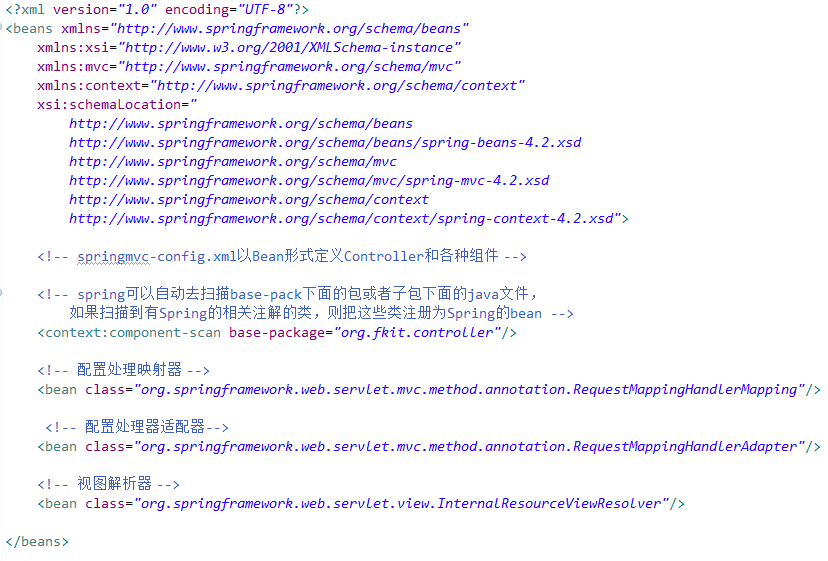 <?xml version="1.0" encoding="UTF-8"?>
<beans xmlns="http://www.springframework.org/schema/beans"
    xmlns:xsi="http://www.w3.org/2001/XMLSchema-instance"
    xmlns:mvc="http://www.springframework.org/schema/mvc"
    xmlns:context="http://www.springframework.org/schema/context"
    xsi:schemaLocation="
        http://www.springframework.org/schema/beans
        http://www.springframework.org/schema/beans/spring-beans-4.2.xsd
        http://www.springframework.org/schema/mvc
        http://www.springframework.org/schema/mvc/spring-mvc-4.2.xsd
        http://www.springframework.org/schema/context
        http://www.springframework.org/schema/context/spring-context-4.2.xsd">
    <!-- springmvc-config.xml以Bean形式定义Controller和各种组件 -->
    <!-- spring可以自动去扫描base-pack下面的包或者子包下面的java文件，
        如果扫描到有Spring的相关注解的类，则把这些类注册为Spring的bean -->
    <context:component-scan base-package="org.fkit.controller"/>
    <!-- 配置处理映射器 -->
    <bean class="org.springframework.web.servlet.mvc.method.annotation.RequestMappingHandlerMapping"/>
     <!-- 配置处理器适配器-->
    <bean class="org.springframework.web.servlet.mvc.method.annotation.RequestMappingHandlerAdapter"/>
    <!-- 视图解析器 -->
    <bean class="org.springframework.web.servlet.view.InternalResourceViewResolver"/>
</beans>